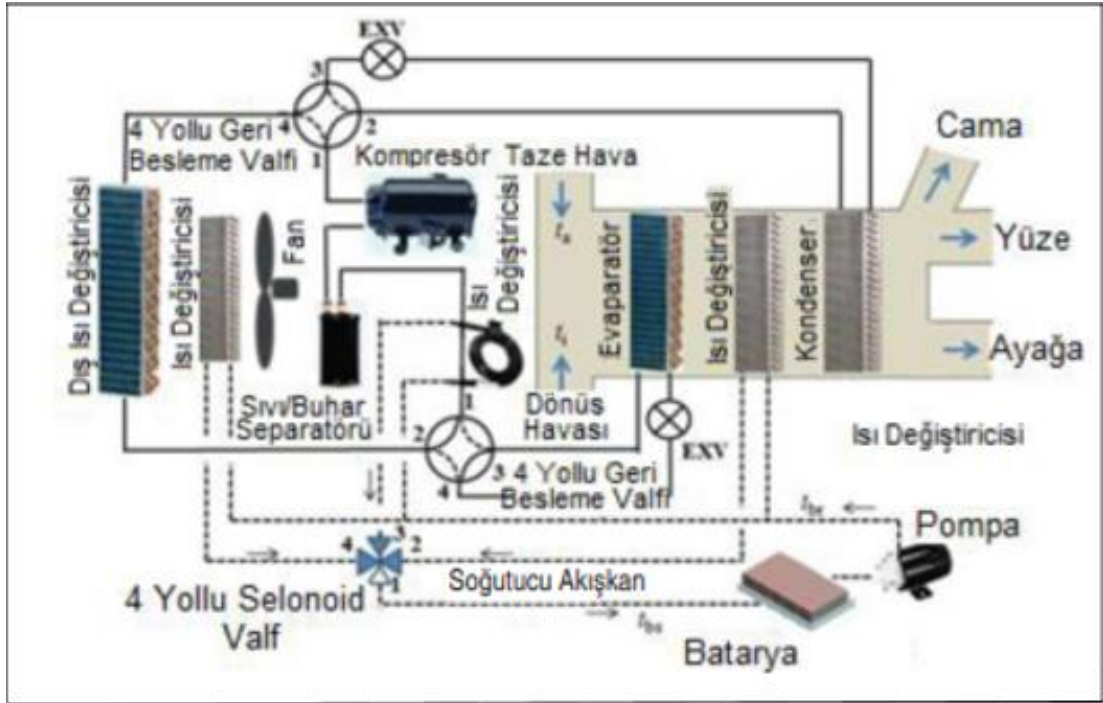 EXV
3
4
2
1
4 Yollu Geri
Besleme Valfi
Kompresör
Taze Hava
Cama
Yüze
Ayağa
Dış Isı Değiştiricisi
Isı Değiştiricisi
Fan
Isı
Değiştiricisi
Evaparatör
Isı Değiştiricisi
Kondenser
Sıvı/Buhar
Separatörü
Dönüş
Havası
1
2
3
4
EXV
4 Yollu Geri
Besleme Valfi
Isı Değiştiricisi
Pompa
4
3
2
1
Soğutucu Akışkan
4 Yollu Selonoid
Valf
Batarya